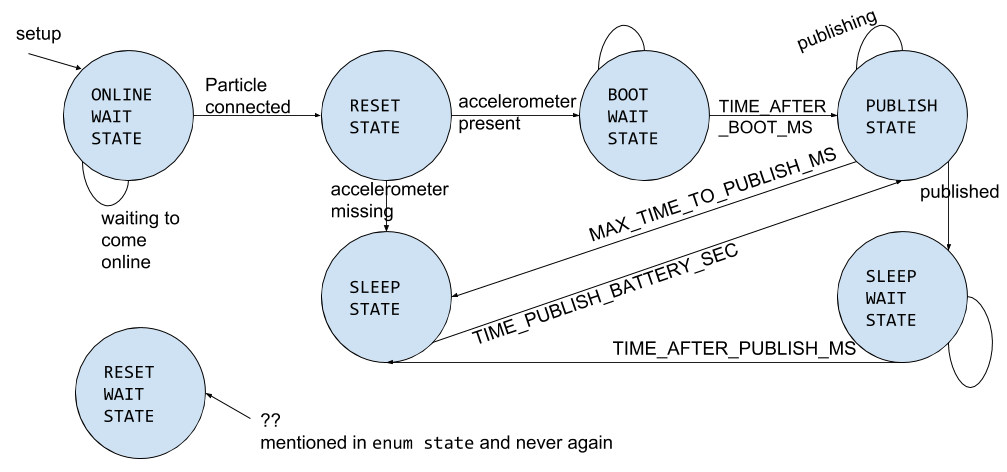 setup
ONLINE
WAIT
STATE
waiting to
come
online
Particle
connected
RESET
STATE
accelerometer
present
accelerometer
missing
BOOT
WAIT
STATE
TIME_AFTER
_BOOT_MS
publishing
PUBLISH
STATE
published
MAX_TIME_TO_PUBLISH_MS
TIME_PUBLISH_BATTERY_SEC
SLEEP
STATE
SLEEP
WAIT
STATE
TIME_AFTER_PUBLISH_MS
RESET
WAIT
STATE
??
mentioned in enum state and never again